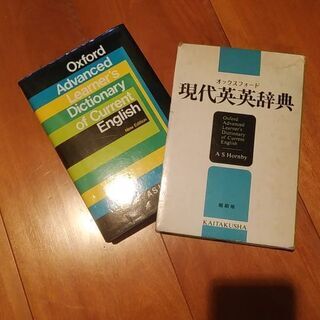 Oxford
Advanced
Learner's
Dictionary
of Current
English
New Edition
オックスフォード
現代英英辞典
Oxford
Advanced
Learner's
Dictionary
of Current
English
A S Hornby
KAITAKUSHA